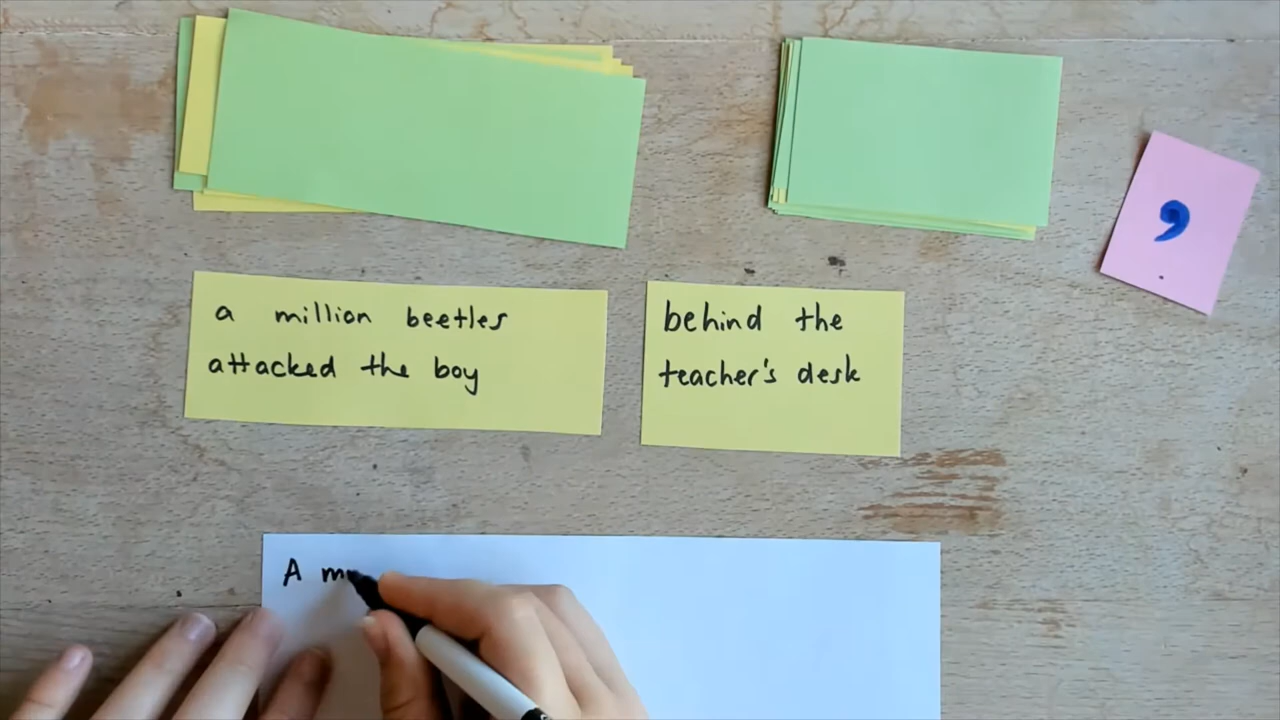 ,
a million beetles
attacked the boy
behind the
teacher's desk
A m